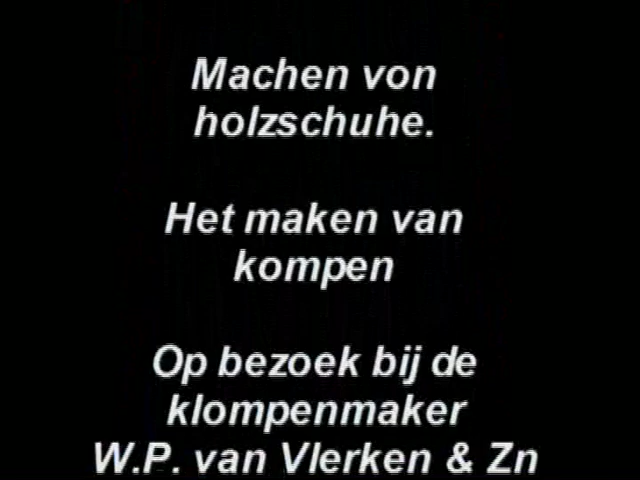 Machen von
holzschuhe.
Het maken van
kompen
Op bezoek bij de
klompenmaker
W.P. van Vlerken & Zn